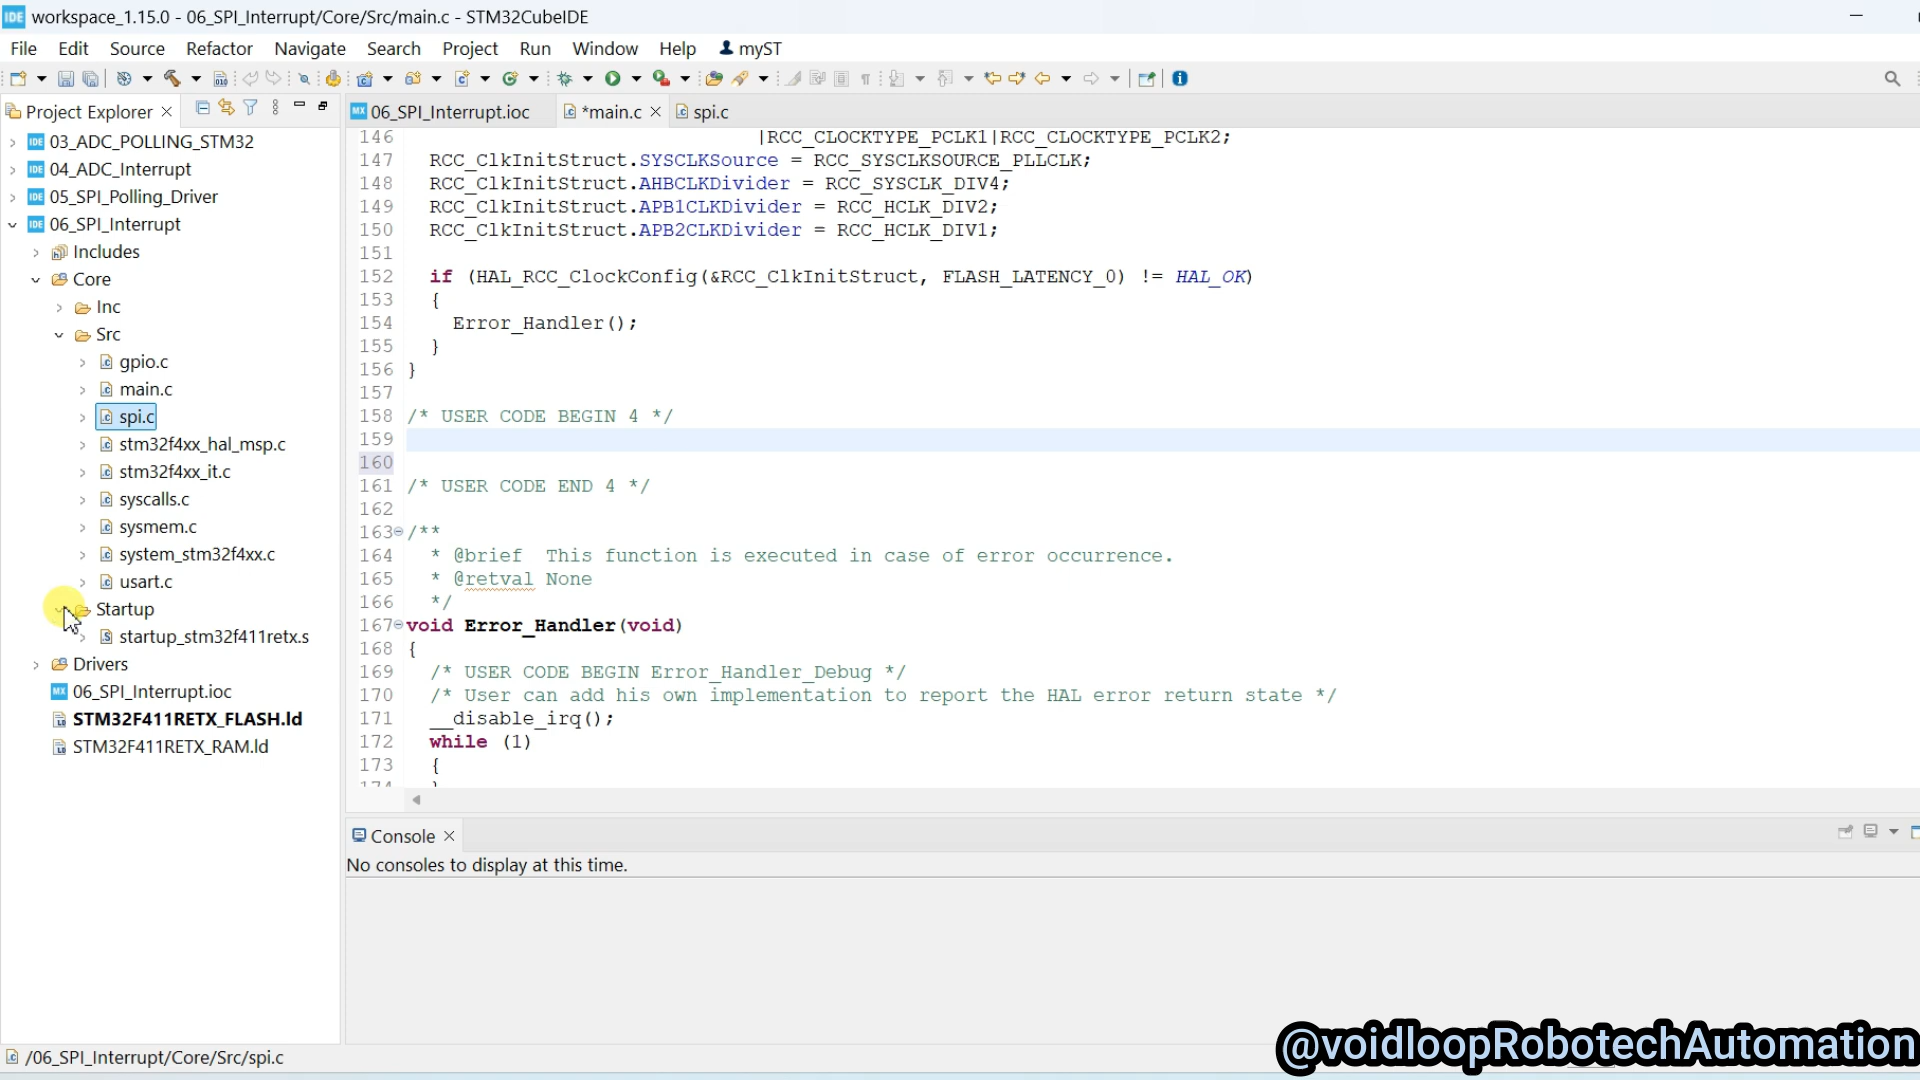 IDE workspace_1.15.0 - 06_SPI_Interrupt/Core/Src/main.c - STM32CubeIDE
File Edit Source Refactor Navigate Search Project Run Window Help myST
Project Explorer
MX 06_SPI_Interrupt.ioc *main.c spi.c
IDE 03_ADC_POLLING_STM32
IDE 04_ADC_Interrupt
IDE 05_SPI_Polling_Driver
IDE 06_SPI_Interrupt
Includes
Core
Inc
Src
gpio.c
main.c
spi.c
stm32f4xx_hal_msp.c
stm32f4xx_it.c
syscalls.c
sysmem.c
system_stm32f4xx.c
usart.c
Startup
startup_stm32f411retx.s
Drivers
MX 06_SPI_Interrupt.ioc
STM32F411RETX_FLASH.ld
STM32F411RETX_RAM.ld
146 |RCC_CLOCKTYPE_PCLK1|RCC_CLOCKTYPE_PCLK2;
147 RCC_ClkInitStruct.SYSCLKSource = RCC_SYSCLKSOURCE_PLLCLK;
148 RCC_ClkInitStruct.AHBCLKDivider = RCC_SYSCLK_DIV4;
149 RCC_ClkInitStruct.APB1CLKDivider = RCC_HCLK_DIV2;
150 RCC_ClkInitStruct.APB2CLKDivider = RCC_HCLK_DIV1;
151
152 if (HAL_RCC_ClockConfig(&RCC_ClkInitStruct, FLASH_LATENCY_0) != HAL_OK)
153 {
154 Error_Handler();
155 }
156 }
157
158 /* USER CODE BEGIN 4 */
159
160
161 /* USER CODE END 4 */
162
163 /**
164 * @brief This function is executed in case of error occurrence.
165 * @retval None
166 */
167 void Error_Handler(void)
168 {
169 /* USER CODE BEGIN Error_Handler_Debug */
170 /* User can add his own implementation to report the HAL error return state */
171 __disable_irq();
172 while (1)
173 {
174 }
Console
No consoles to display at this time.
/06_SPI_Interrupt/Core/Src/spi.c
@voidloopRobotechAutomation